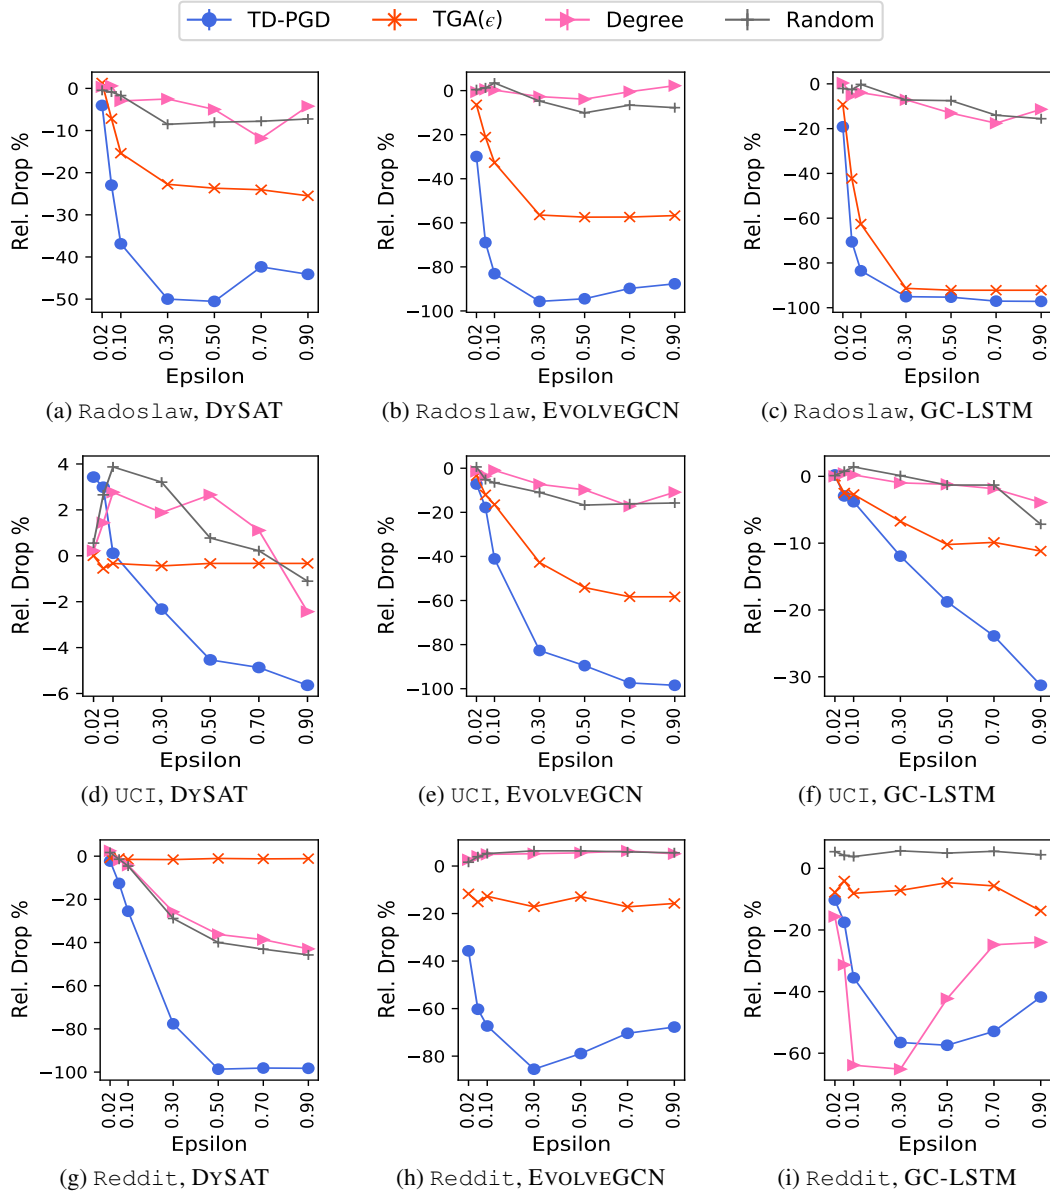 TD-PGD TGA(ϵ) Degree Random
0 −10 −20 −30 −40 −50
Rel. Drop %
0.02 0.10 0.30 0.50 0.70 0.90
Epsilon
(a) Radoslaw, DYSAT
0 −20 −40 −60 −80 −100
Rel. Drop %
0.02 0.10 0.30 0.50 0.70 0.90
Epsilon
(b) Radoslaw, EVOLVEGCN
0 −20 −40 −60 −80 −100
Rel. Drop %
0.02 0.10 0.30 0.50 0.70 0.90
Epsilon
(c) Radoslaw, GC-LSTM
4 2 0 −2 −4 −6
Rel. Drop %
0.02 0.10 0.30 0.50 0.70 0.90
Epsilon
(d) UCI, DYSAT
0 −20 −40 −60 −80 −100
Rel. Drop %
0.02 0.10 0.30 0.50 0.70 0.90
Epsilon
(e) UCI, EVOLVEGCN
0 −10 −20 −30
Rel. Drop %
0.02 0.10 0.30 0.50 0.70 0.90
Epsilon
(f) UCI, GC-LSTM
0 −20 −40 −60 −80 −100
Rel. Drop %
0.02 0.10 0.30 0.50 0.70 0.90
Epsilon
(g) Reddit, DYSAT
0 −20 −40 −60 −80
Rel. Drop %
0.02 0.10 0.30 0.50 0.70 0.90
Epsilon
(h) Reddit, EVOLVEGCN
0 −20 −40 −60
Rel. Drop %
0.02 0.10 0.30 0.50 0.70 0.90
Epsilon
(i) Reddit, GC-LSTM